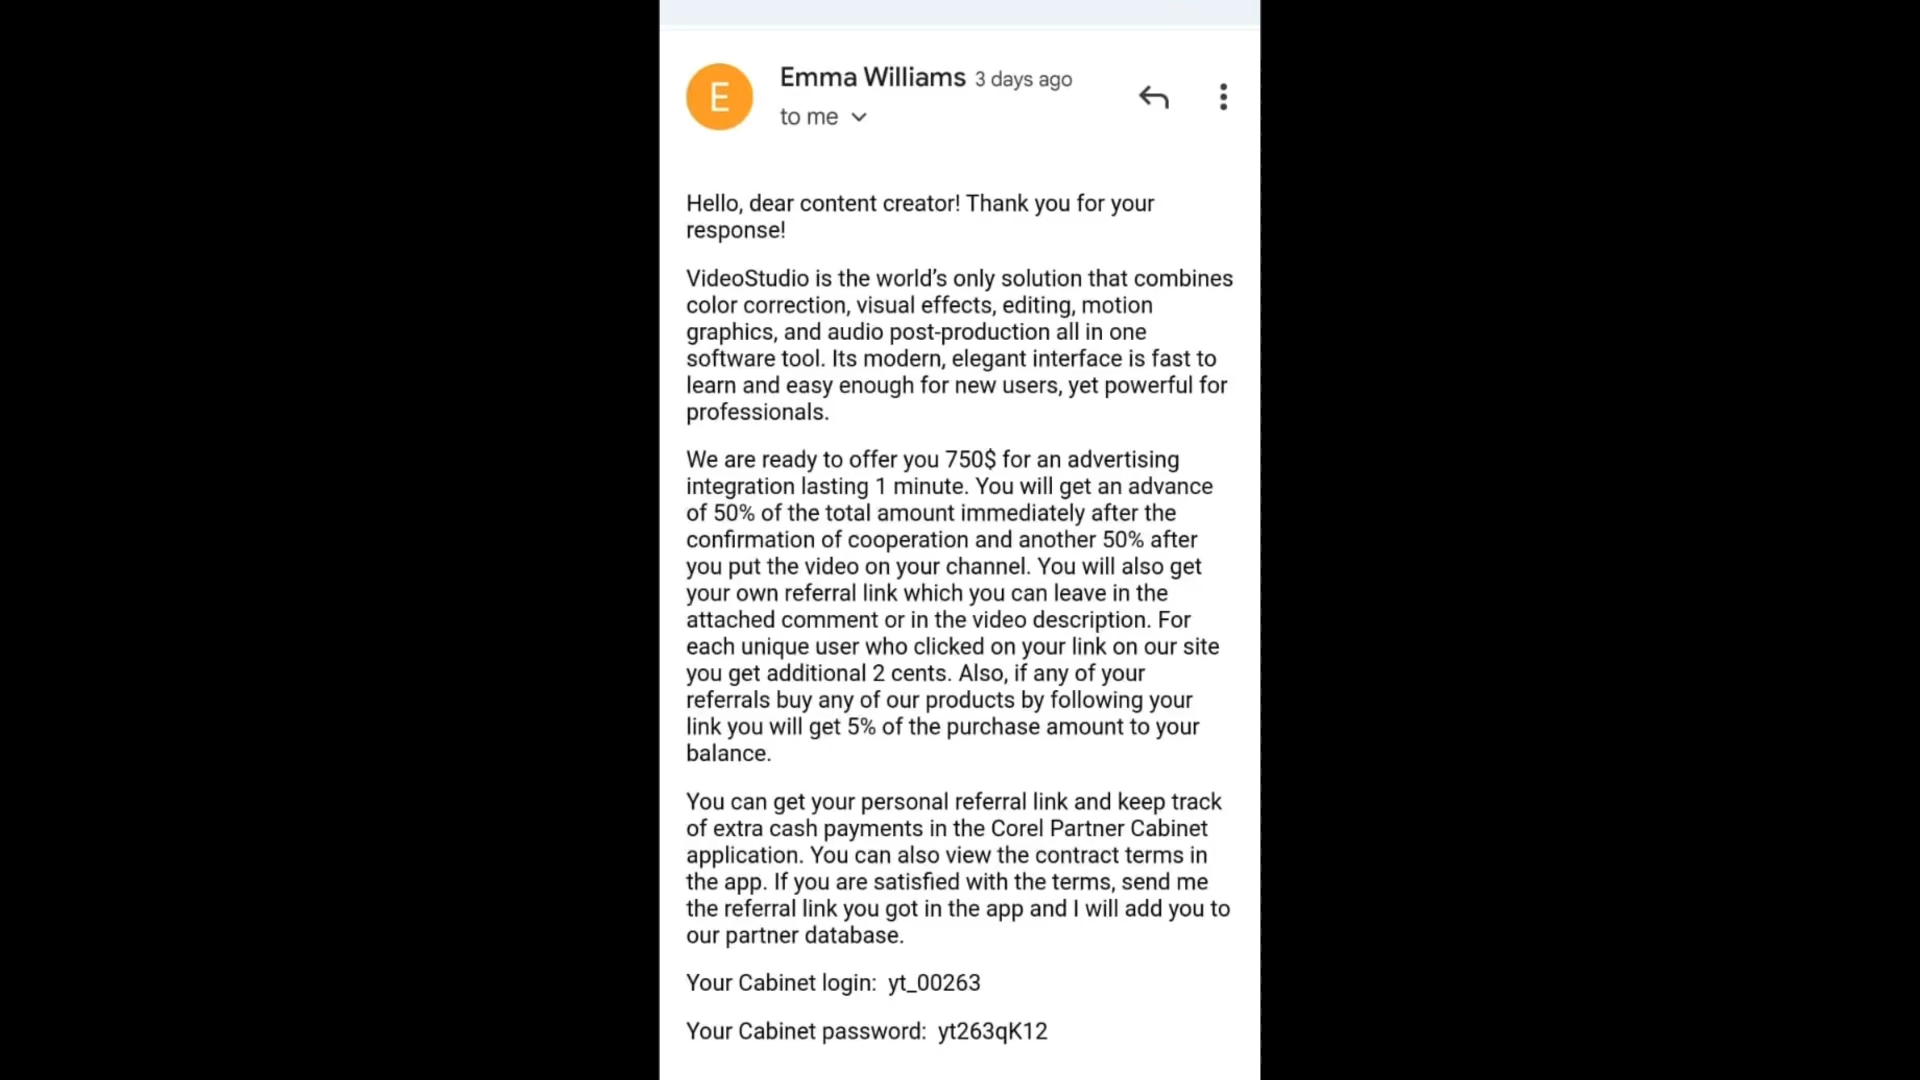 E
Emma Williams 3 days ago
to me
Hello, dear content creator! Thank you for your
response!
VideoStudio is the world’s only solution that combines
color correction, visual effects, editing, motion
graphics, and audio post-production all in one
software tool. Its modern, elegant interface is fast to
learn and easy enough for new users, yet powerful for
professionals.
We are ready to offer you 750$ for an advertising
integration lasting 1 minute. You will get an advance
of 50% of the total amount immediately after the
confirmation of cooperation and another 50% after
you put the video on your channel. You will also get
your own referral link which you can leave in the
attached comment or in the video description. For
each unique user who clicked on your link on our site
you get additional 2 cents. Also, if any of your
referrals buy any of our products by following your
link you will get 5% of the purchase amount to your
balance.
You can get your personal referral link and keep track
of extra cash payments in the Corel Partner Cabinet
application. You can also view the contract terms in
the app. If you are satisfied with the terms, send me
the referral link you got in the app and I will add you to
our partner database.
Your Cabinet login: yt_00263
Your Cabinet password: yt263qK12